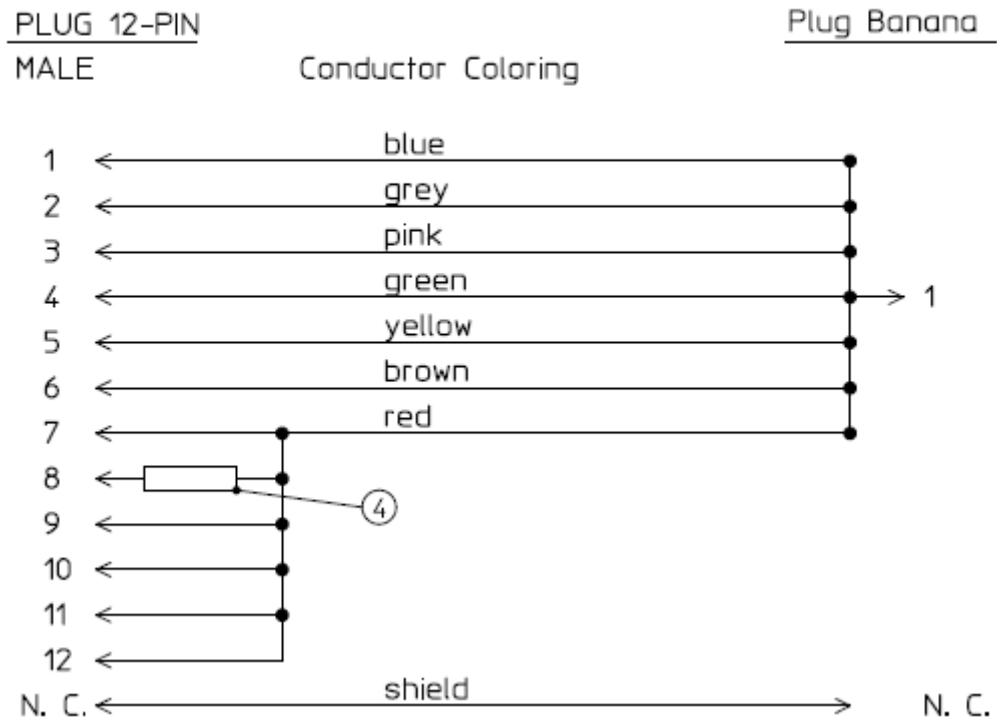 PLUG 12-PIN Plug Banana
MALE Conductor Coloring
1 blue
2 grey
3 pink
4 green 1
5 yellow
6 brown
7 red
8
4
9
10
11
12
N. C. shield N. C.